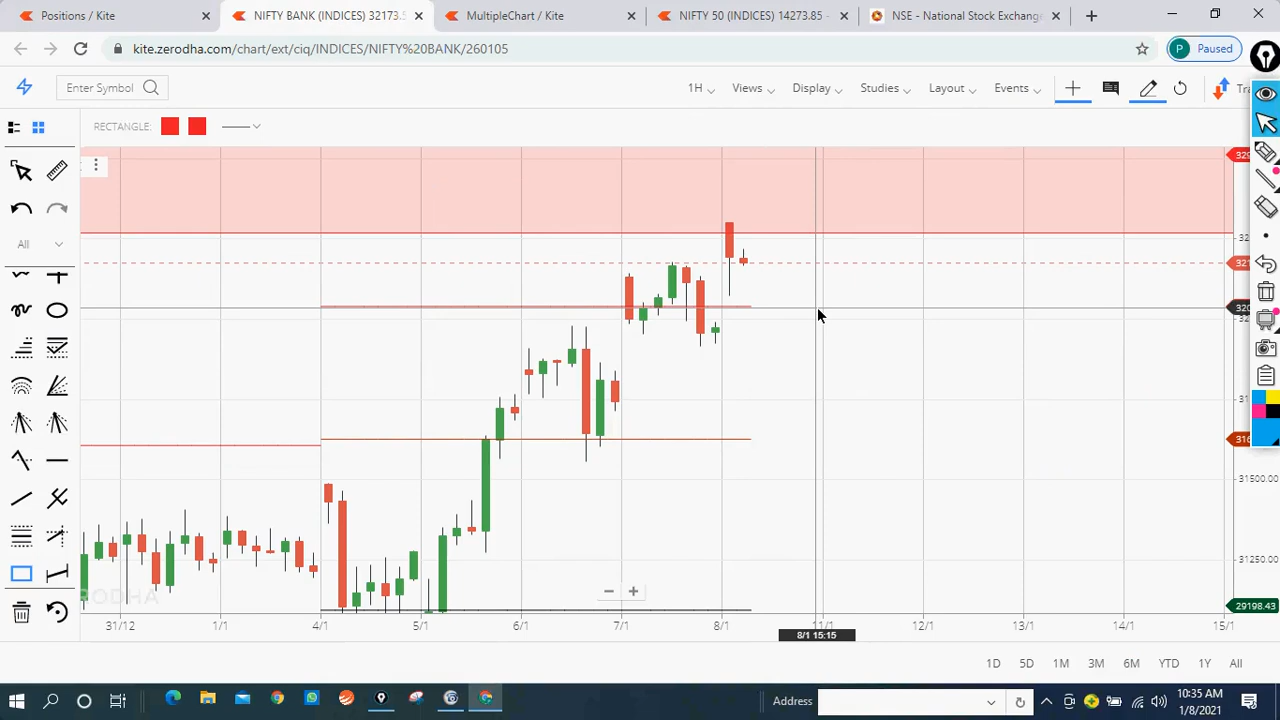 Positions / Kite
NIFTY BANK (INDICES) 32173.5
MultipleChart / Kite
NIFTY 50 (INDICES) 14273.85 -
NSE - National Stock Exchang
kite.zerodha.com/chart/ext/ciq/INDICES/NIFTY%20BANK/260105
P Paused
Enter Symbol
1H
Views
Display
Studies
Layout
Events
Tra
RECTANGLE:
All
31500.00
31250.00
29198.43
31/12 1/1 4/1 5/1 6/1 7/1 8/1 11/1 12/1 13/1 14/1 15/1
8/1 15:15
1D 5D 1M 3M 6M YTD 1Y All
Address
10:35 AM
1/8/2021